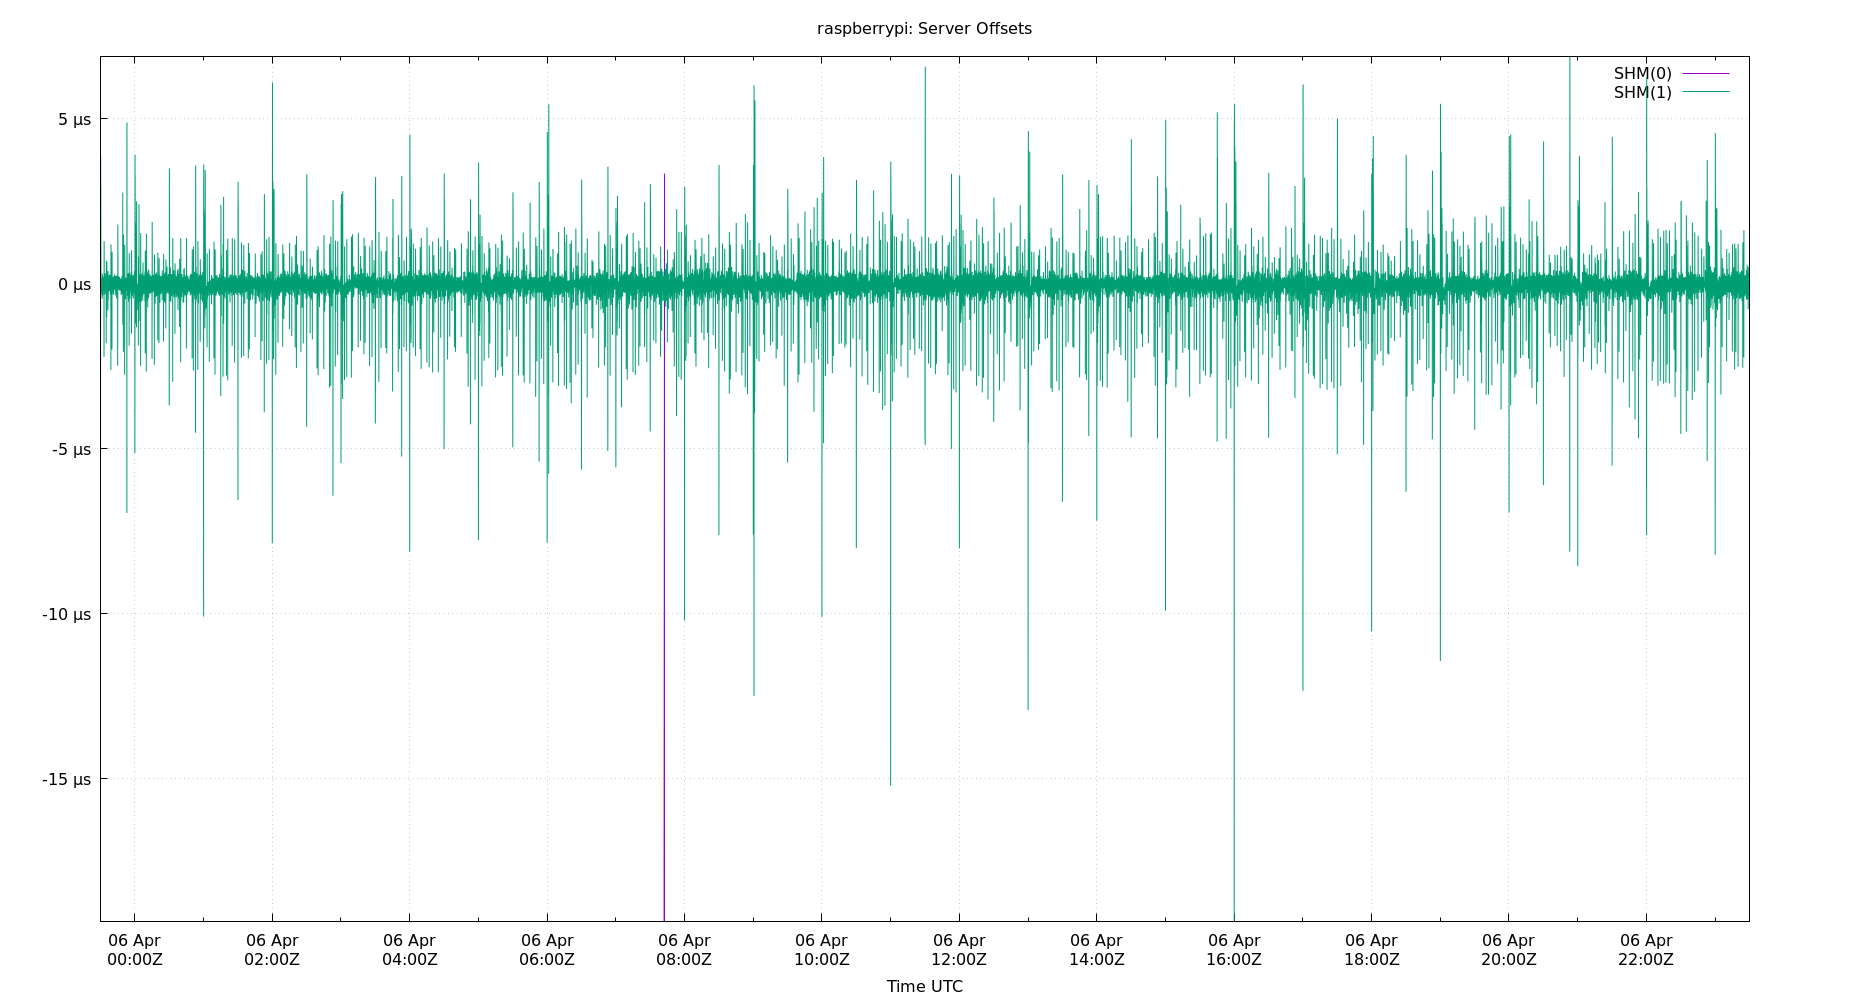 raspberrypi: Server Offsets
SHM(0)
SHM(1)
5 µs
0 µs
-5 µs
-10 µs
-15 µs
06 Apr 06 Apr 06 Apr 06 Apr 06 Apr 06 Apr 06 Apr 06 Apr 06 Apr 06 Apr 06 Apr 06 Apr
00:00Z 02:00Z 04:00Z 06:00Z 08:00Z 10:00Z 12:00Z 14:00Z 16:00Z 18:00Z 20:00Z 22:00Z
Time UTC